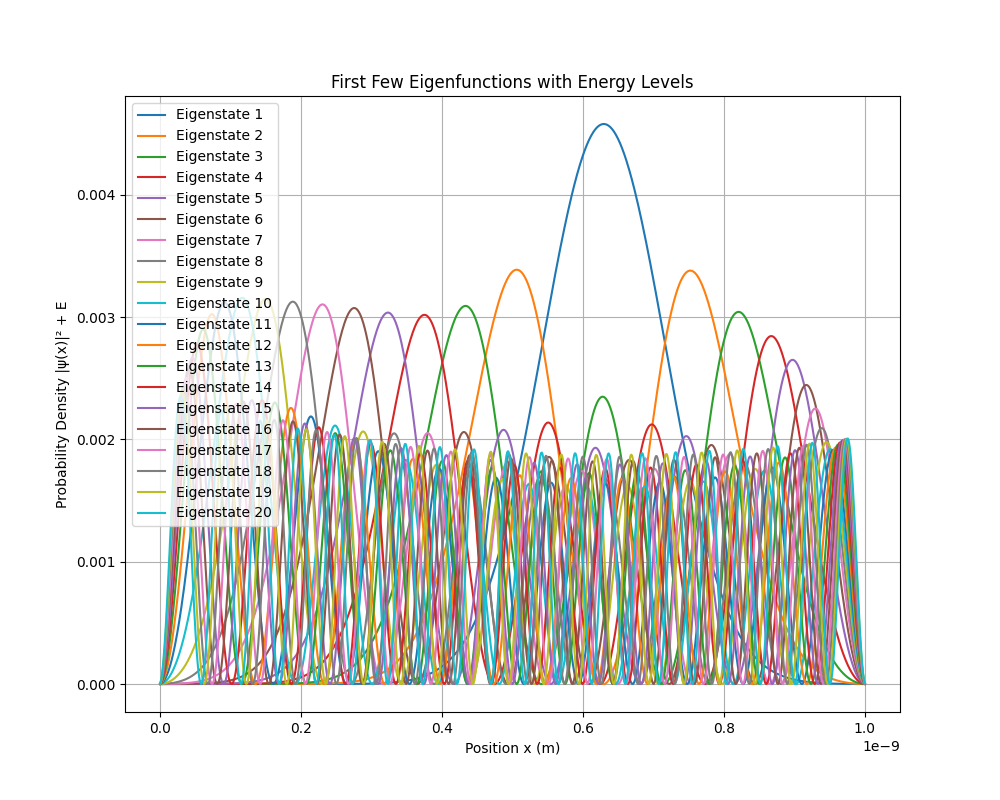 First Few Eigenfunctions with Energy Levels
Probability Density |ψ(x)|² + E
0.004
0.003
0.002
0.001
0.000
Eigenstate 1
Eigenstate 2
Eigenstate 3
Eigenstate 4
Eigenstate 5
Eigenstate 6
Eigenstate 7
Eigenstate 8
Eigenstate 9
Eigenstate 10
Eigenstate 11
Eigenstate 12
Eigenstate 13
Eigenstate 14
Eigenstate 15
Eigenstate 16
Eigenstate 17
Eigenstate 18
Eigenstate 19
Eigenstate 20
0.0 0.2 0.4 0.6 0.8 1.0
1e−9
Position x (m)